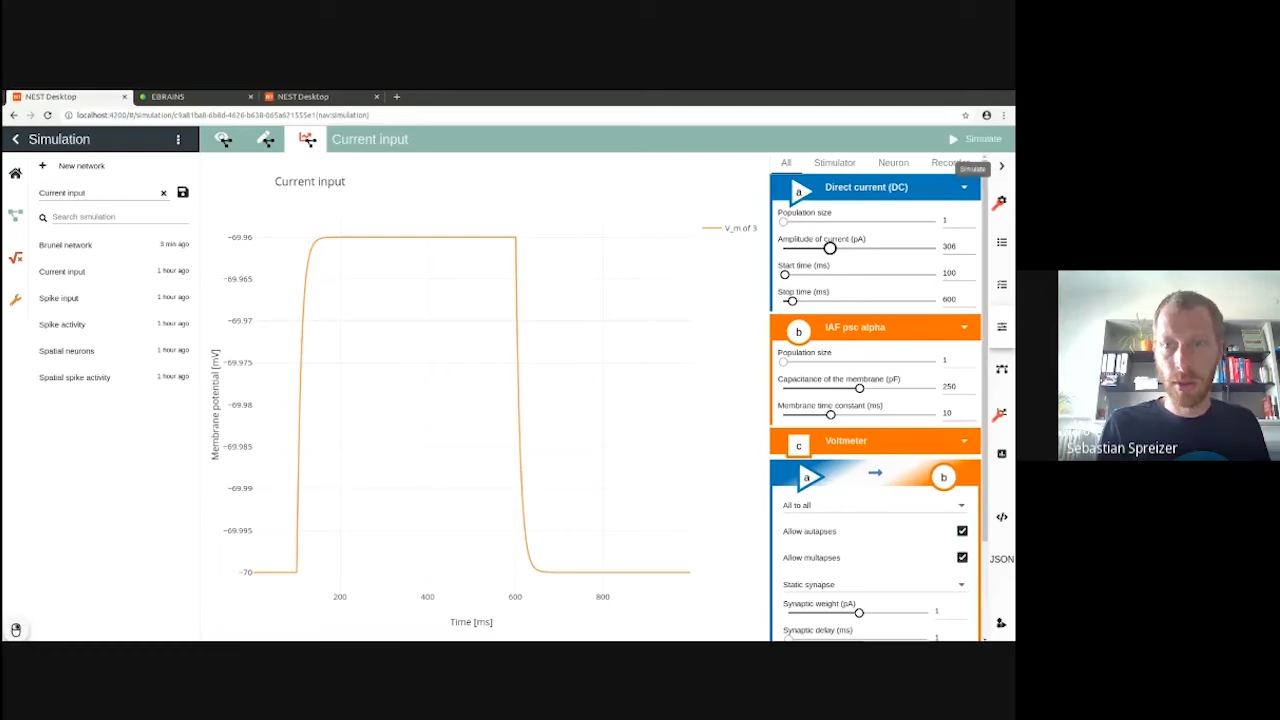 NEST Desktop
EBRAINS
NEST Desktop
localhost:4200/#/simulation/c9a81ba8-6b8d-4626-b638-065a621555e1(nav:simulation)
Simulation
Current input
Simulate
New network
All
Stimulator
Neuron
Simulate
Current input
Current input
Direct current (DC)
a
Search simulation
Population size
1
Brunel network
3 min ago
Amplitude of current (pA)
306
Current input
1 hour ago
Start time (ms)
100
Spike input
1 hour ago
Stop time (ms)
600
Spike activity
1 hour ago
IAF psc alpha
b
Spatial neurons
1 hour ago
Population size
1
Spatial spike activity
1 hour ago
Capacitance of the membrane (pF)
250
Membrane time constant (ms)
10
Voltmeter
c
a
b
All to all
Allow autapses
Allow multapses
JSON
Static synapse
Synaptic weight (pA)
1
Synaptic delay (ms)
1
V_m of 3
−69.96
−69.965
−69.97
−69.975
−69.98
−69.985
−69.99
−69.995
−70
Membrane potential [mV]
200
400
600
800
Time [ms]
Sebastian Spreizer